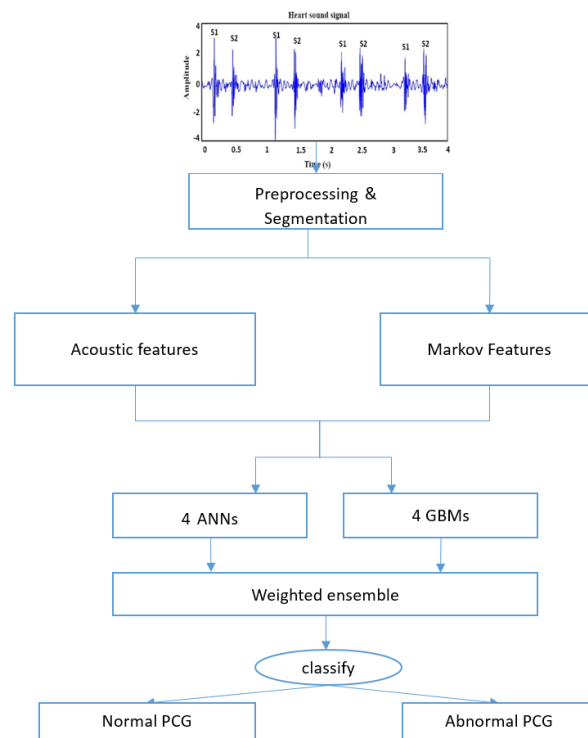 Heart sound signal
S1 S2 S1 S2 S1 S2 S1 S2
Amplitude
4
2
0
-2
-4
0 0.5 1 1.5 2 2.5 3 3.5 4
Time (s)
Preprocessing &
Segmentation
Acoustic features
Markov Features
4 ANNs
4 GBMs
Weighted ensemble
classify
Normal PCG
Abnormal PCG